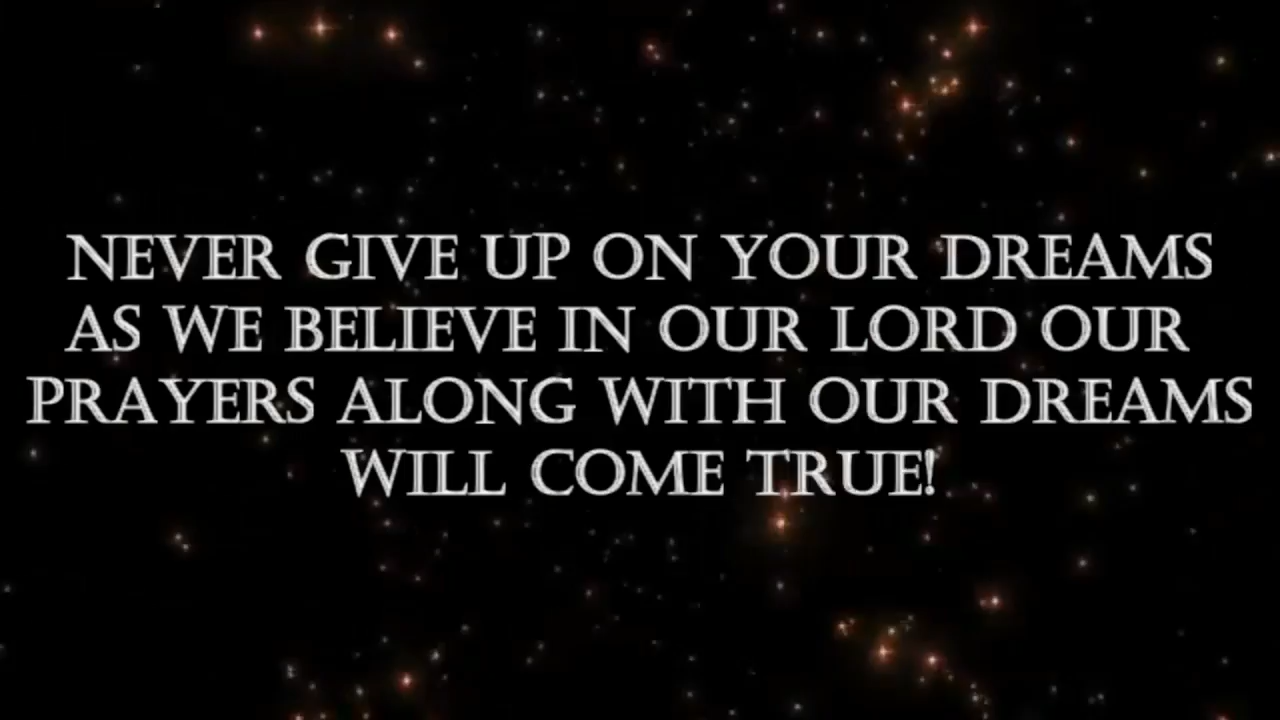 NEVER GIVE UP ON YOUR DREAMS
AS WE BELIEVE IN OUR LORD OUR
PRAYERS ALONG WITH OUR DREAMS
WILL COME TRUE!